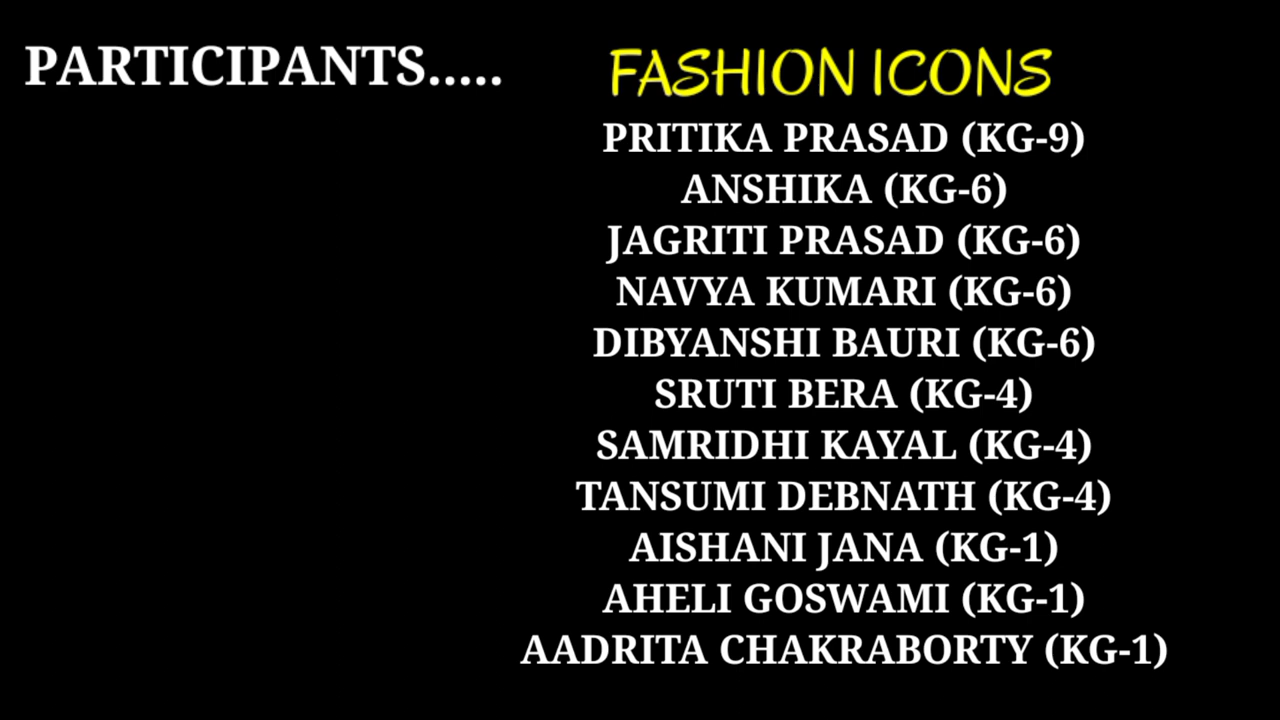 PARTICIPANTS.....
FASHION ICONS
PRITIKA PRASAD (KG-9)
ANSHIKA (KG-6)
JAGRITI PRASAD (KG-6)
NAVYA KUMARI (KG-6)
DIBYANSHI BAURI (KG-6)
SRUTI BERA (KG-4)
SAMRIDHI KAYAL (KG-4)
TANSUMI DEBNATH (KG-4)
AISHANI JANA (KG-1)
AHELI GOSWAMI (KG-1)
AADRITA CHAKRABORTY (KG-1)